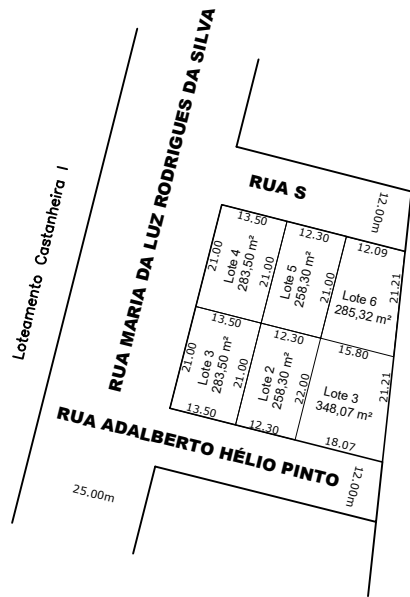 Loteamento Castanheira I
RUA MARIA DA LUZ RODRIGUES DA SILVA
RUA S
12.00m
13.50
12.30
12.09
21.00
Lote 4
283,50 m²
21.00
Lote 5
258,30 m²
21.00
Lote 6
285,32 m²
21.21
13.50
12.30
15.80
21.00
Lote 3
283,50 m²
21.00
Lote 2
258,30 m²
22.00
Lote 3
348,07 m²
21.21
13.50
12.30
18.07
RUA ADALBERTO HÉLIO PINTO
12.00m
25.00m